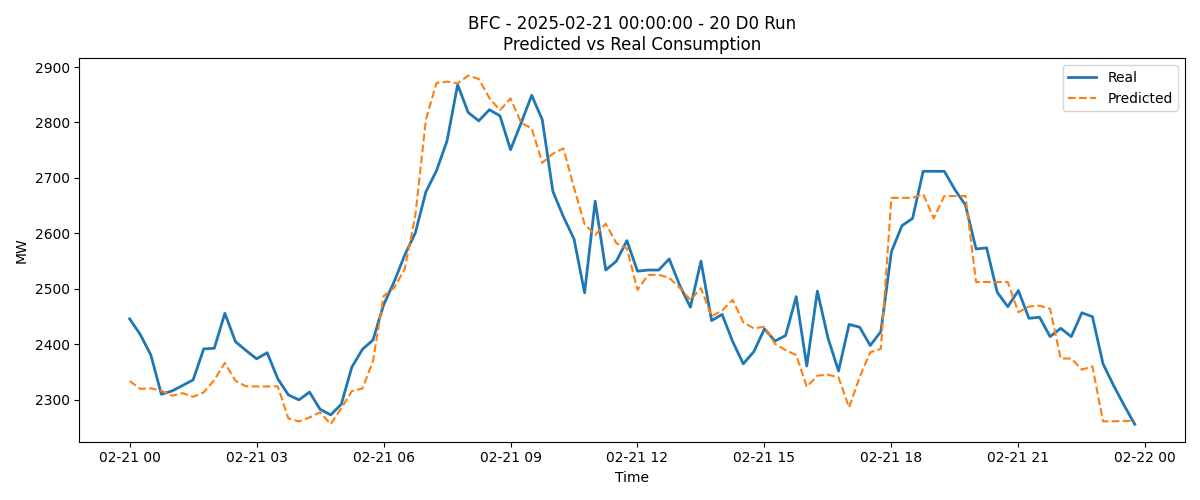 BFC - 2025-02-21 00:00:00 - 20 D0 Run
Predicted vs Real Consumption
Real
Predicted
MW
2900
2800
2700
2600
2500
2400
2300
02-21 00
02-21 03
02-21 06
02-21 09
02-21 12
02-21 15
02-21 18
02-21 21
02-22 00
Time